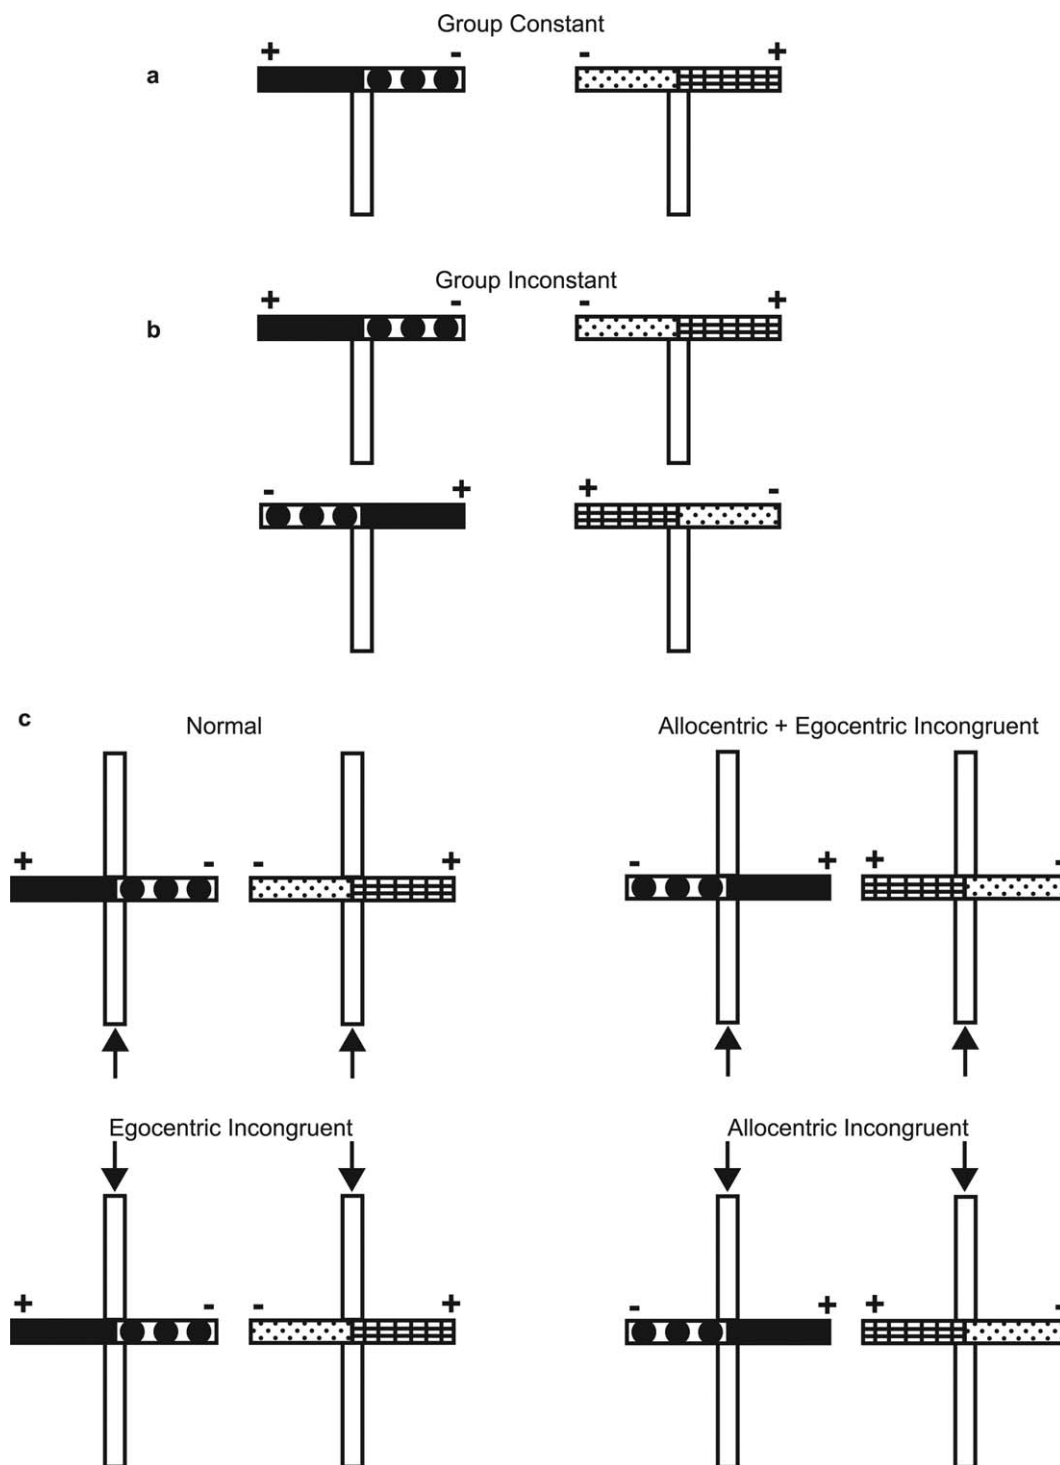 Group Constant
+ - - +
a
Group Inconstant
+ - - +
b
- + + -
c
Normal
Allocentric + Egocentric Incongruent
+ - - +
- + + -
Egocentric Incongruent
Allocentric Incongruent
+ - - +
- + + -